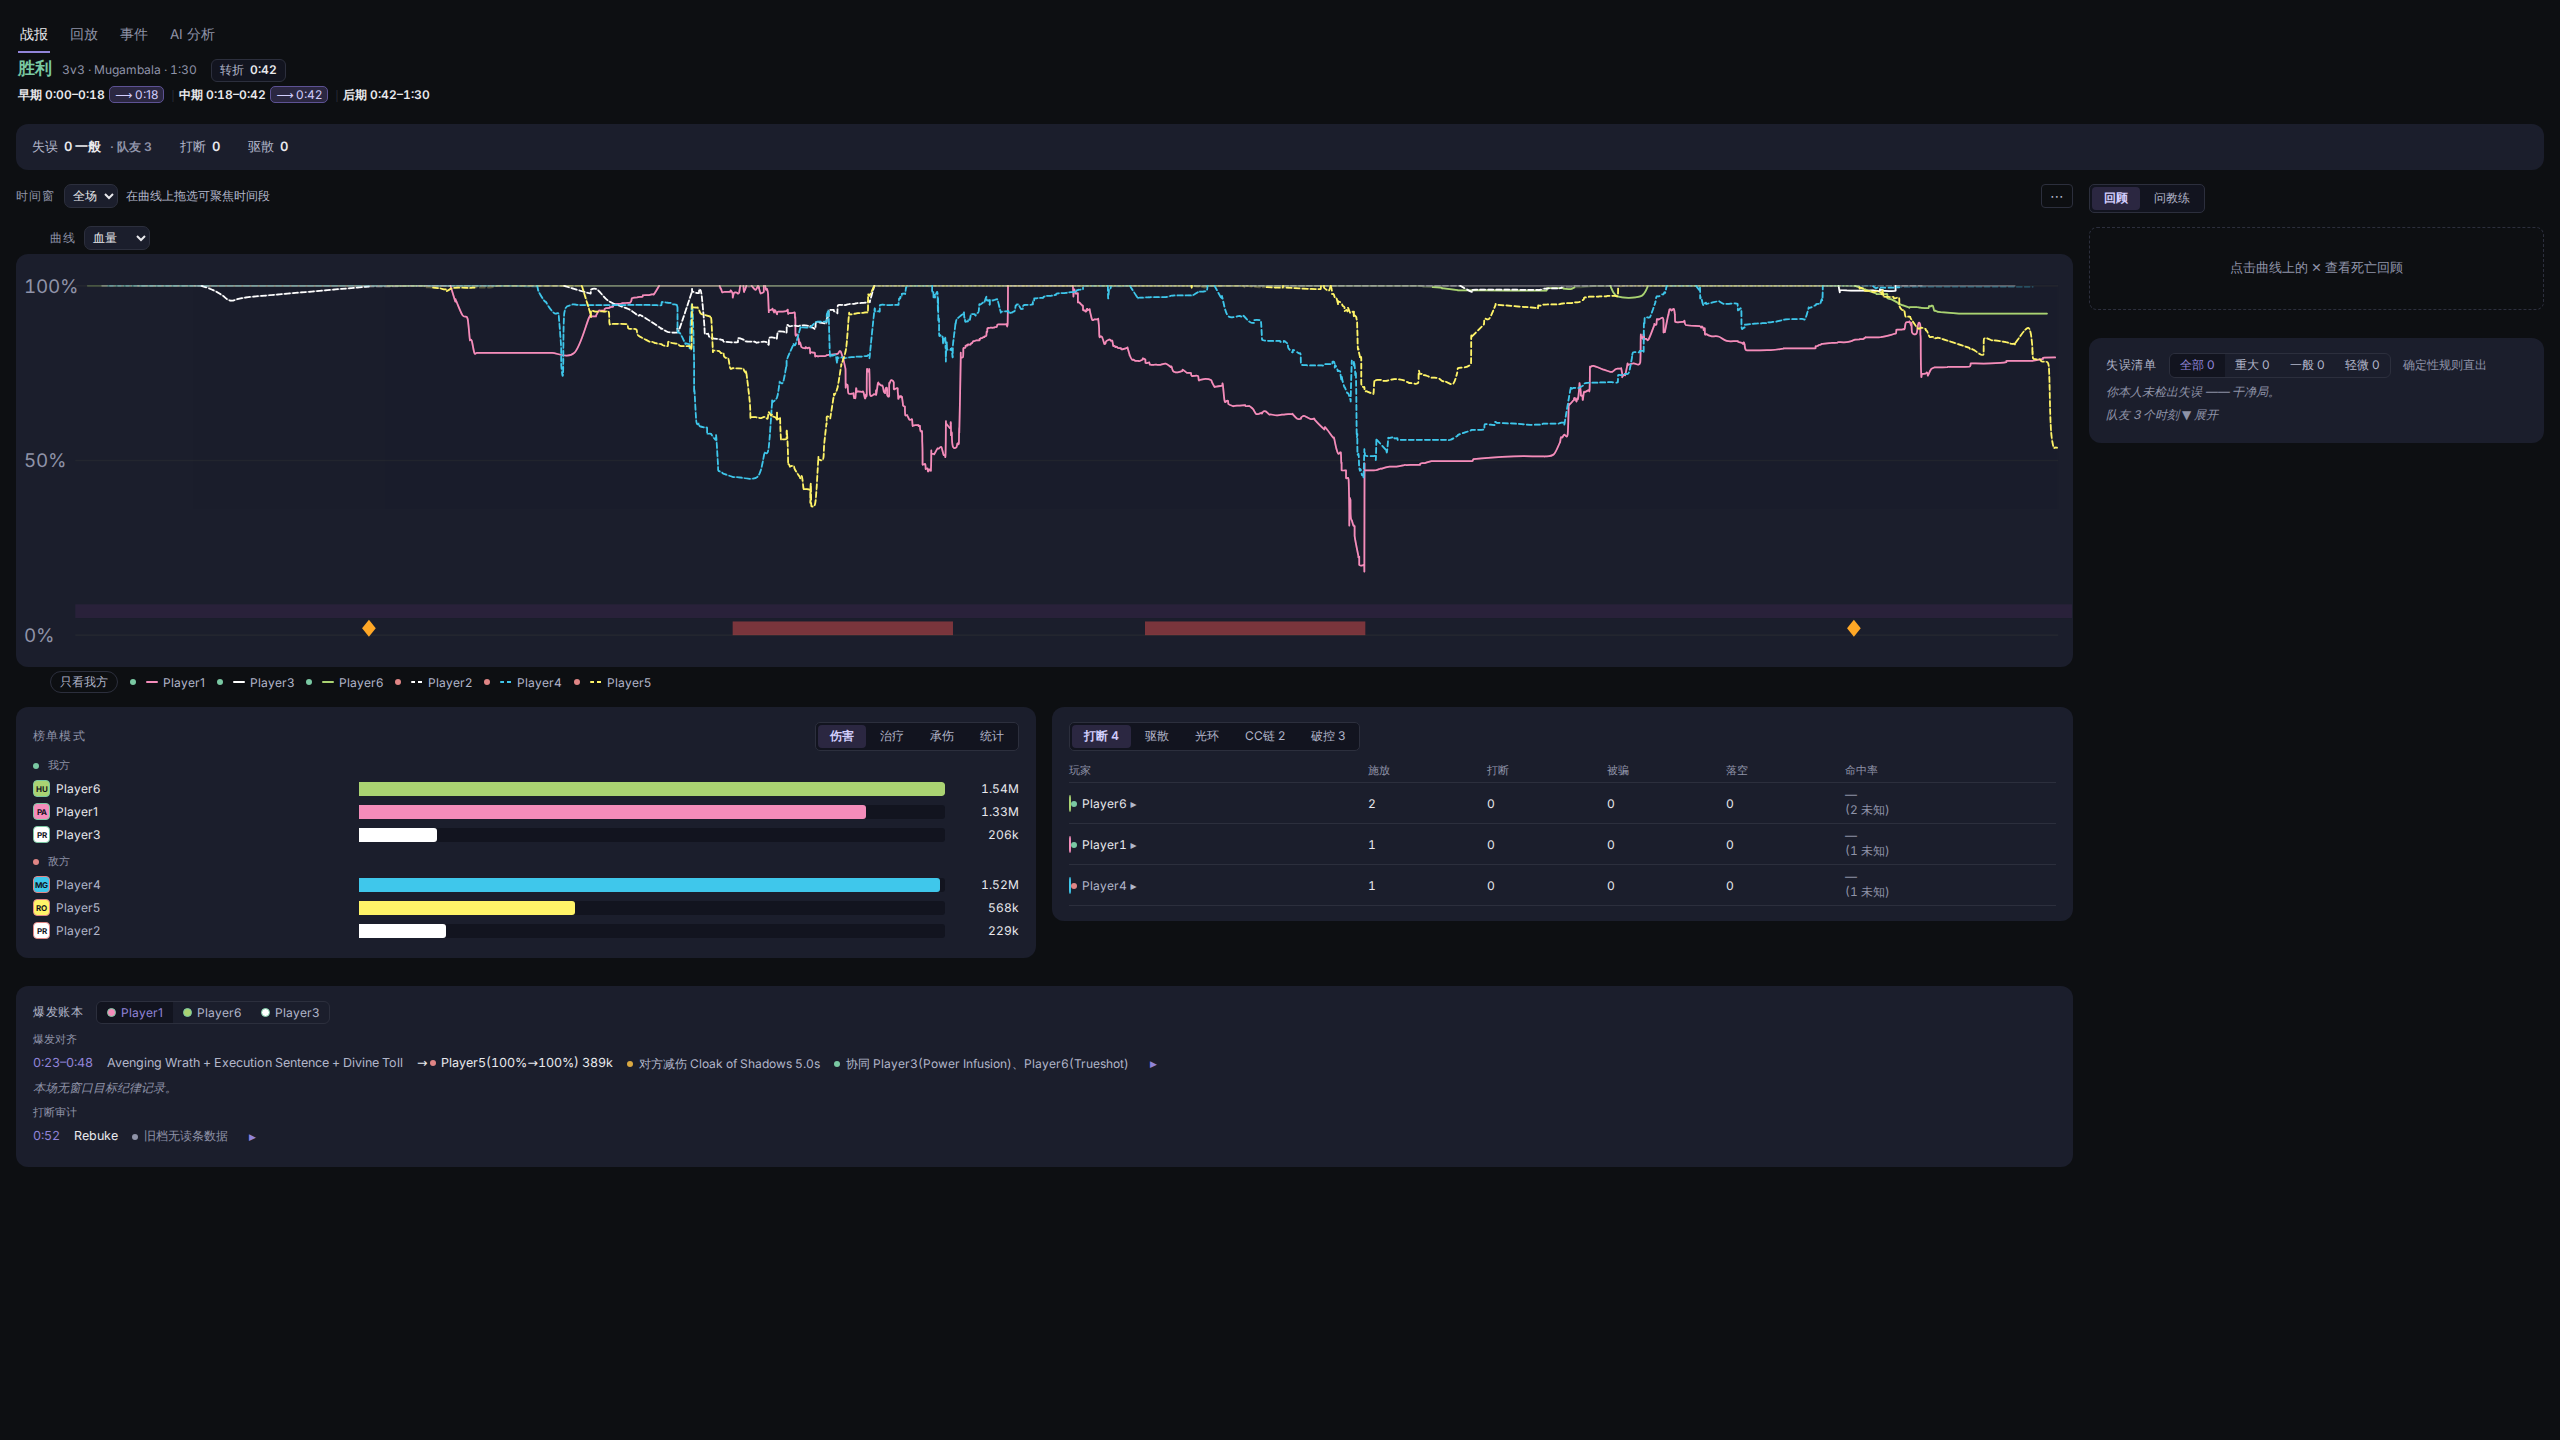 战报 回放 事件 AI 分析
胜利 3v3 · Mugambala · 1:30 转折 0:42
早期 0:00–0:18 ⟶ 0:18 | 中期 0:18–0:42 ⟶ 0:42 | 后期 0:42–1:30
失误 0 一般 · 队友 3 打断 0 驱散 0
时间窗 全场 在曲线上拖选可聚焦时间段 ⋯
曲线 血量
100%
50%
0%
只看我方 Player1 Player3 Player6 Player2 Player4 Player5
榜单模式 伤害 治疗 承伤 统计
我方
HU Player6 1.54M
PA Player1 1.33M
PR Player3 206k
敌方
MG Player4 1.52M
RO Player5 568k
PR Player2 229k
打断 4 驱散 光环 CC链 2 破控 3
玩家 施放 打断 被骗 落空 命中率
Player6 ▸ 2 0 0 0 — (2 未知)
Player1 ▸ 1 0 0 0 — (1 未知)
Player4 ▸ 1 0 0 0 — (1 未知)
爆发账本 Player1 Player6 Player3
爆发对齐
0:23–0:48 Avenging Wrath + Execution Sentence + Divine Toll → Player5(100%→100%) 389k 对方减伤 Cloak of Shadows 5.0s 协同 Player3(Power Infusion)、Player6(Trueshot) ▸
本场无窗口目标纪律记录。
打断审计
0:52 Rebuke 旧档无读条数据 ▸
回顾 问教练
点击曲线上的 ✕ 查看死亡回顾
失误清单 全部 0 重大 0 一般 0 轻微 0 确定性规则直出
你本人未检出失误 —— 干净局。
队友 3 个时刻 ▼ 展开